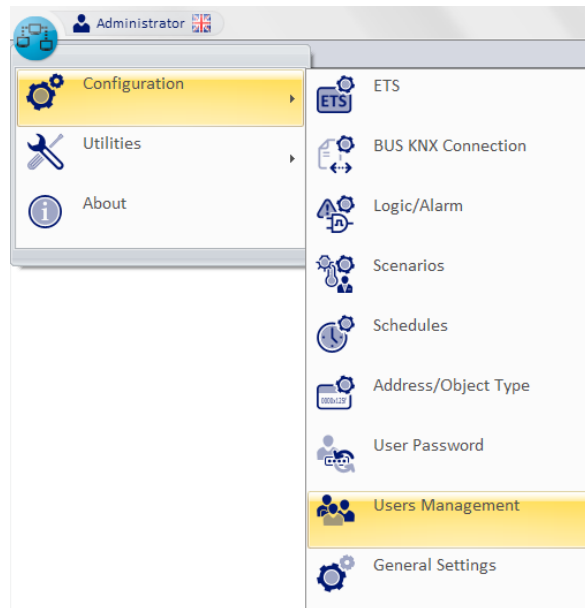 Administrator
Configuration
Utilities
About
ETS
ETS
BUS KNX Connection
Logic/Alarm
Scenarios
Schedules
Address/Object Type
User Password
Users Management
General Settings